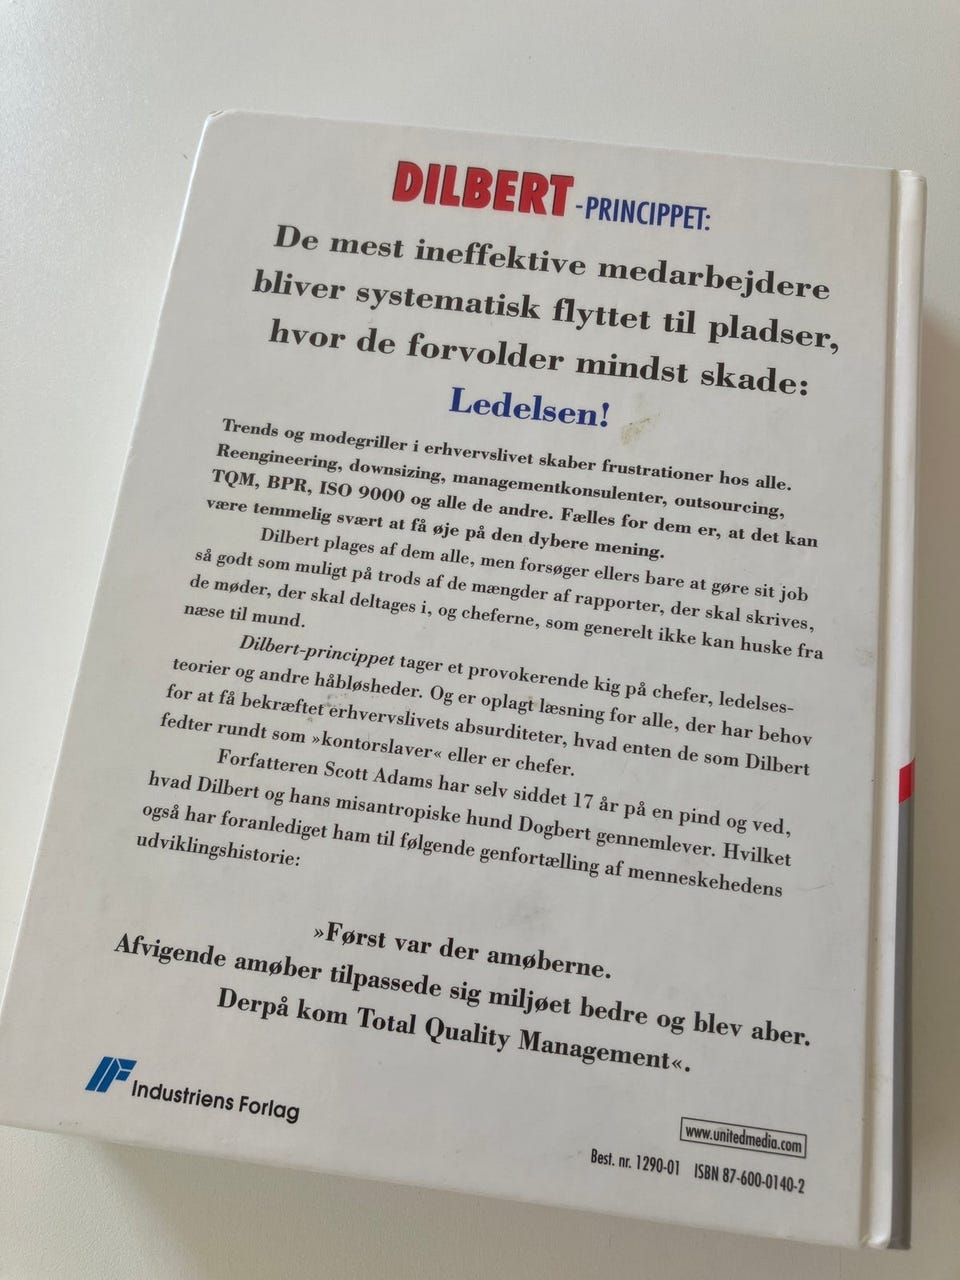 DILBERT-PRINCIPPET:
De mest ineffektive medarbejdere
bliver systematisk flyttet til pladser,
hvor de forvolder mindst skade:
Ledelsen!
Trends og modegriller i erhvervslivet skaber frustrationer hos alle.
Reengineering, downsizing, managementkonsulenter, outsourcing,
TQM, BPR, ISO 9000 og alle de andre. Fælles for dem er, at det kan
være temmelig svært at få øje på den dybere mening.
Dilbert plages af dem alle, men forsøger ellers bare at gøre sit job
så godt som muligt på trods af de mængder af rapporter, der skal skrives,
de møder, der skal deltages i, og cheferne, som generelt ikke kan huske fra
næse til mund.
Dilbert-princippet tager et provokerende kig på chefer, ledelses-
teorier og andre håbløsheder. Og er oplagt læsning for alle, der har behov
for at få bekræftet erhvervslivets absurditeter, hvad enten de som Dilbert
fedter rundt som »kontorslaver« eller er chefer.
Forfatteren Scott Adams har selv siddet 17 år på en pind og ved,
hvad Dilbert og hans misantropiske hund Dogbert gennemlever. Hvilket
også har foranlediget ham til følgende genfortælling af menneskehedens
udviklingshistorie:
»Først var der amøberne.
Afvigende amøber tilpassede sig miljøet bedre og blev aber.
Derpå kom Total Quality Management«.
IF Industriens Forlag
www.unitedmedia.com
Best. nr. 1290-01 ISBN 87-600-0140-2